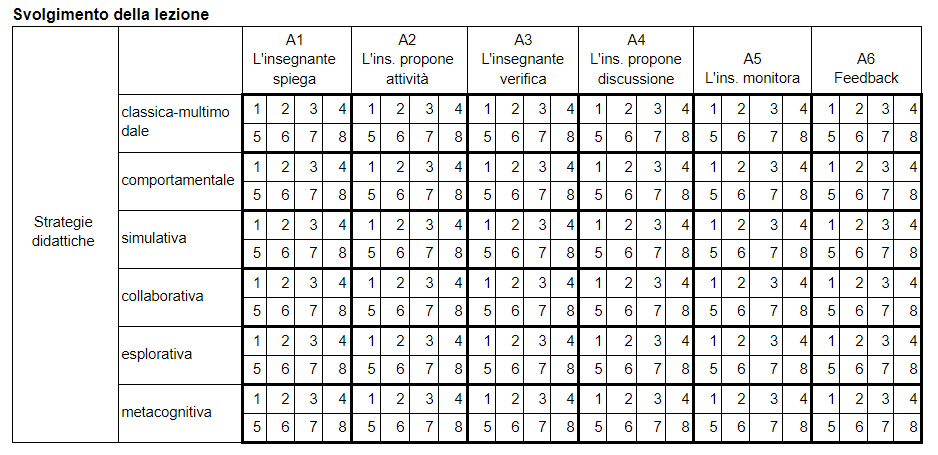 Svolgimento della lezione
A1 A2 A3 A4 A5 A6
L'insegnante L'ins. propone L'insegnante L'ins. propone L'ins. monitora Feedback
spiega attività verifica discussione
Strategie
didattiche
classica-multimo
dale
1 2 3 4 1 2 3 4 1 2 3 4 1 2 3 4 1 2 3 4 1 2 3 4
5 6 7 8 5 6 7 8 5 6 7 8 5 6 7 8 5 6 7 8 5 6 7 8
comportamentale
1 2 3 4 1 2 3 4 1 2 3 4 1 2 3 4 1 2 3 4 1 2 3 4
5 6 7 8 5 6 7 8 5 6 7 8 5 6 7 8 5 6 7 8 5 6 7 8
simulativa
1 2 3 4 1 2 3 4 1 2 3 4 1 2 3 4 1 2 3 4 1 2 3 4
5 6 7 8 5 6 7 8 5 6 7 8 5 6 7 8 5 6 7 8 5 6 7 8
collaborativa
1 2 3 4 1 2 3 4 1 2 3 4 1 2 3 4 1 2 3 4 1 2 3 4
5 6 7 8 5 6 7 8 5 6 7 8 5 6 7 8 5 6 7 8 5 6 7 8
esplorativa
1 2 3 4 1 2 3 4 1 2 3 4 1 2 3 4 1 2 3 4 1 2 3 4
5 6 7 8 5 6 7 8 5 6 7 8 5 6 7 8 5 6 7 8 5 6 7 8
metacognitiva
1 2 3 4 1 2 3 4 1 2 3 4 1 2 3 4 1 2 3 4 1 2 3 4
5 6 7 8 5 6 7 8 5 6 7 8 5 6 7 8 5 6 7 8 5 6 7 8